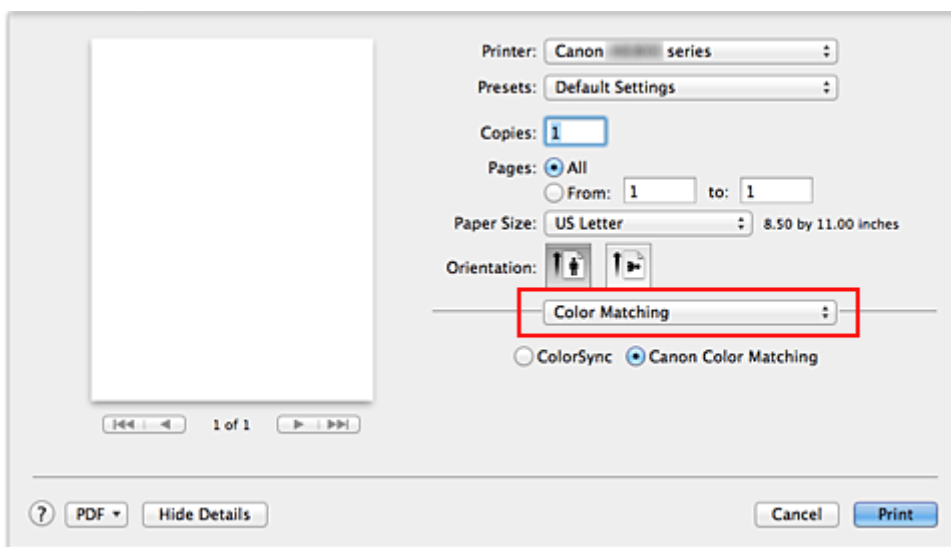 Printer: Canon series
Presets: Default Settings
Copies: 1
Pages: All
From: 1 to: 1
Paper Size: US Letter 8.50 by 11.00 inches
Orientation:
Color Matching
ColorSync Canon Color Matching
1 of 1
? PDF Hide Details Cancel Print